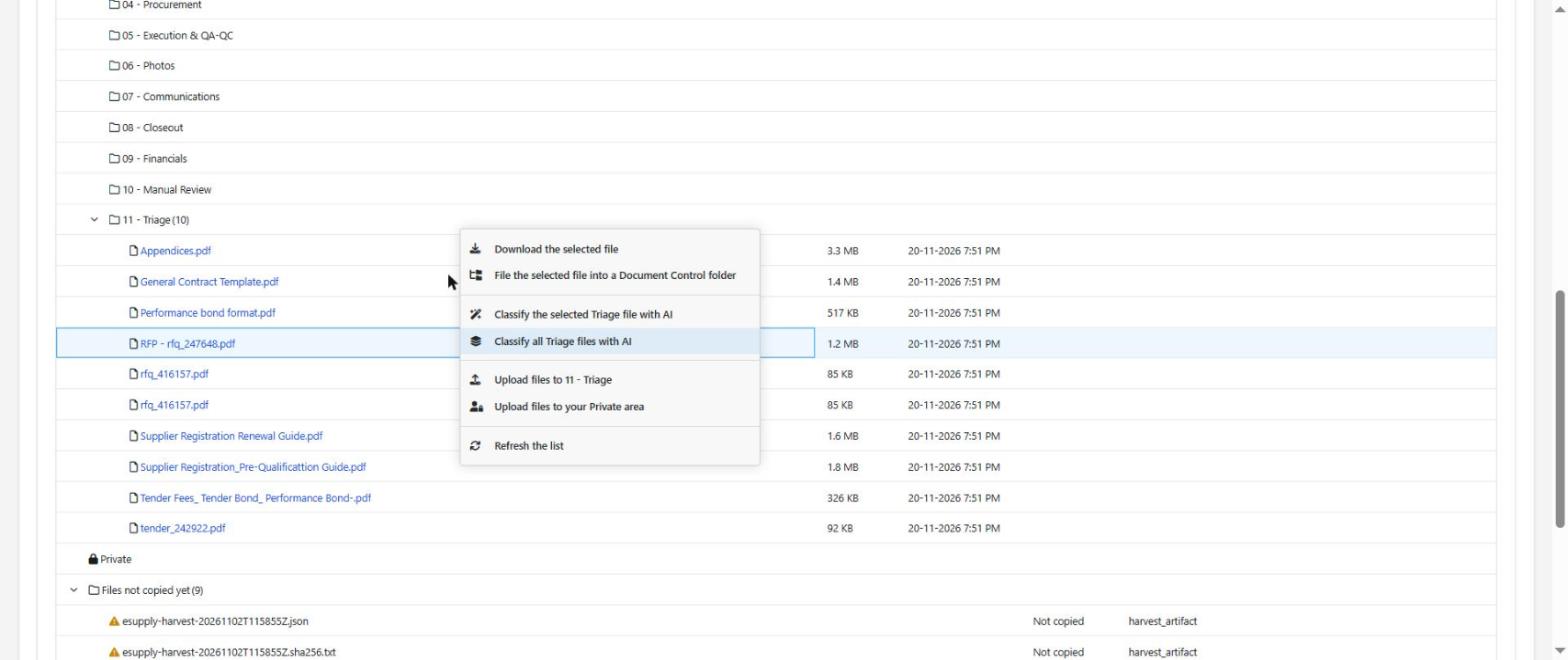 04 - Procurement
05 - Execution & QA-QC
06 - Photos
07 - Communications
08 - Closeout
09 - Financials
10 - Manual Review
11 - Triage (10)
Appendices.pdf 3.3 MB 20-11-2026 7:51 PM
General Contract Template.pdf 1.4 MB 20-11-2026 7:51 PM
Performance bond format.pdf 517 KB 20-11-2026 7:51 PM
RFP - rfq_247648.pdf 1.2 MB 20-11-2026 7:51 PM
rfq_416157.pdf 85 KB 20-11-2026 7:51 PM
rfq_416157.pdf 85 KB 20-11-2026 7:51 PM
Supplier Registration Renewal Guide.pdf 1.6 MB 20-11-2026 7:51 PM
Supplier Registration_Pre-Qualificattion Guide.pdf 1.8 MB 20-11-2026 7:51 PM
Tender Fees_ Tender Bond_ Performance Bond-.pdf 326 KB 20-11-2026 7:51 PM
tender_242922.pdf 92 KB 20-11-2026 7:51 PM
Private
Files not copied yet (9)
esupply-harvest-20261102T115855Z.json Not copied harvest_artifact
esupply-harvest-20261102T115855Z.sha256.txt Not copied harvest_artifact
Download the selected file
File the selected file into a Document Control folder
Classify the selected Triage file with AI
Classify all Triage files with AI
Upload files to 11 - Triage
Upload files to your Private area
Refresh the list